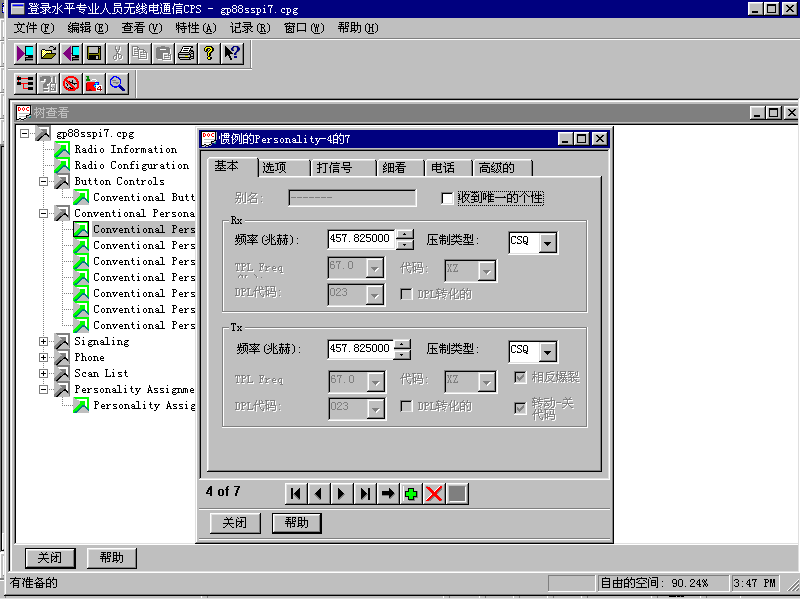 登录水平专业人员无线电通信CPS - gp88sspi7.cpg
文件(F) 编辑(E) 查看(V) 特性(A) 记录(R) 窗口(W) 帮助(H)
树查看
gp88sspi7.cpg
Radio Information
Radio Configuration
Button Controls
Conventional Butt
Conventional Persona
Conventional Pers
Conventional Pers
Conventional Pers
Conventional Pers
Conventional Pers
Conventional Pers
Conventional Pers
Signaling
Phone
Scan List
Personality Assignme
Personality Assig
惯例的Personality-4的7
基本 选项 打信号 细看 电话 高级的
别名: ------- 收到唯一的个性
Rx
频率(兆赫): 457.825000 压制类型: CSQ
TPL Freq 67.0 代码: XZ
DPL代码: 023 DPL转化的
Tx
频率(兆赫): 457.825000 压制类型: CSQ
TPL Freq 67.0 代码: XZ 相反爆裂
DPL代码: 023 DPL转化的 转动-关
代码
4 of 7
关闭 帮助
关闭 帮助
有准备的 自由的空间: 90.24% 3:47 PM